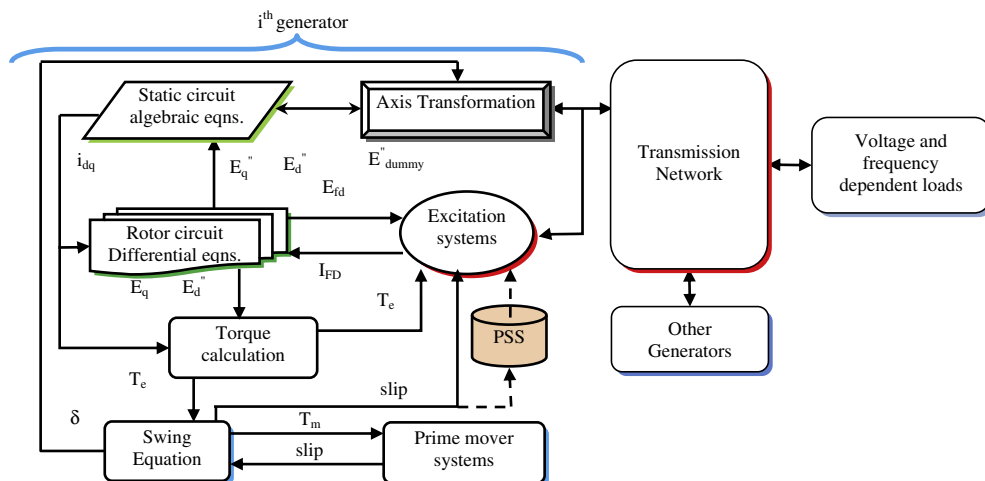 i^th generator
Static circuit
algebraic eqns.
Axis Transformation
Transmission
Network
Voltage and
frequency
dependent loads
i_dq
E_q^"
E_d^"
E^"_dummy
E_fd
Excitation
systems
Rotor circuit
Differential eqns.
I_FD
E_q
E_d^"
T_e
Torque
calculation
PSS
Other
Generators
T_e
slip
δ
T_m
Swing
Equation
slip
Prime mover
systems